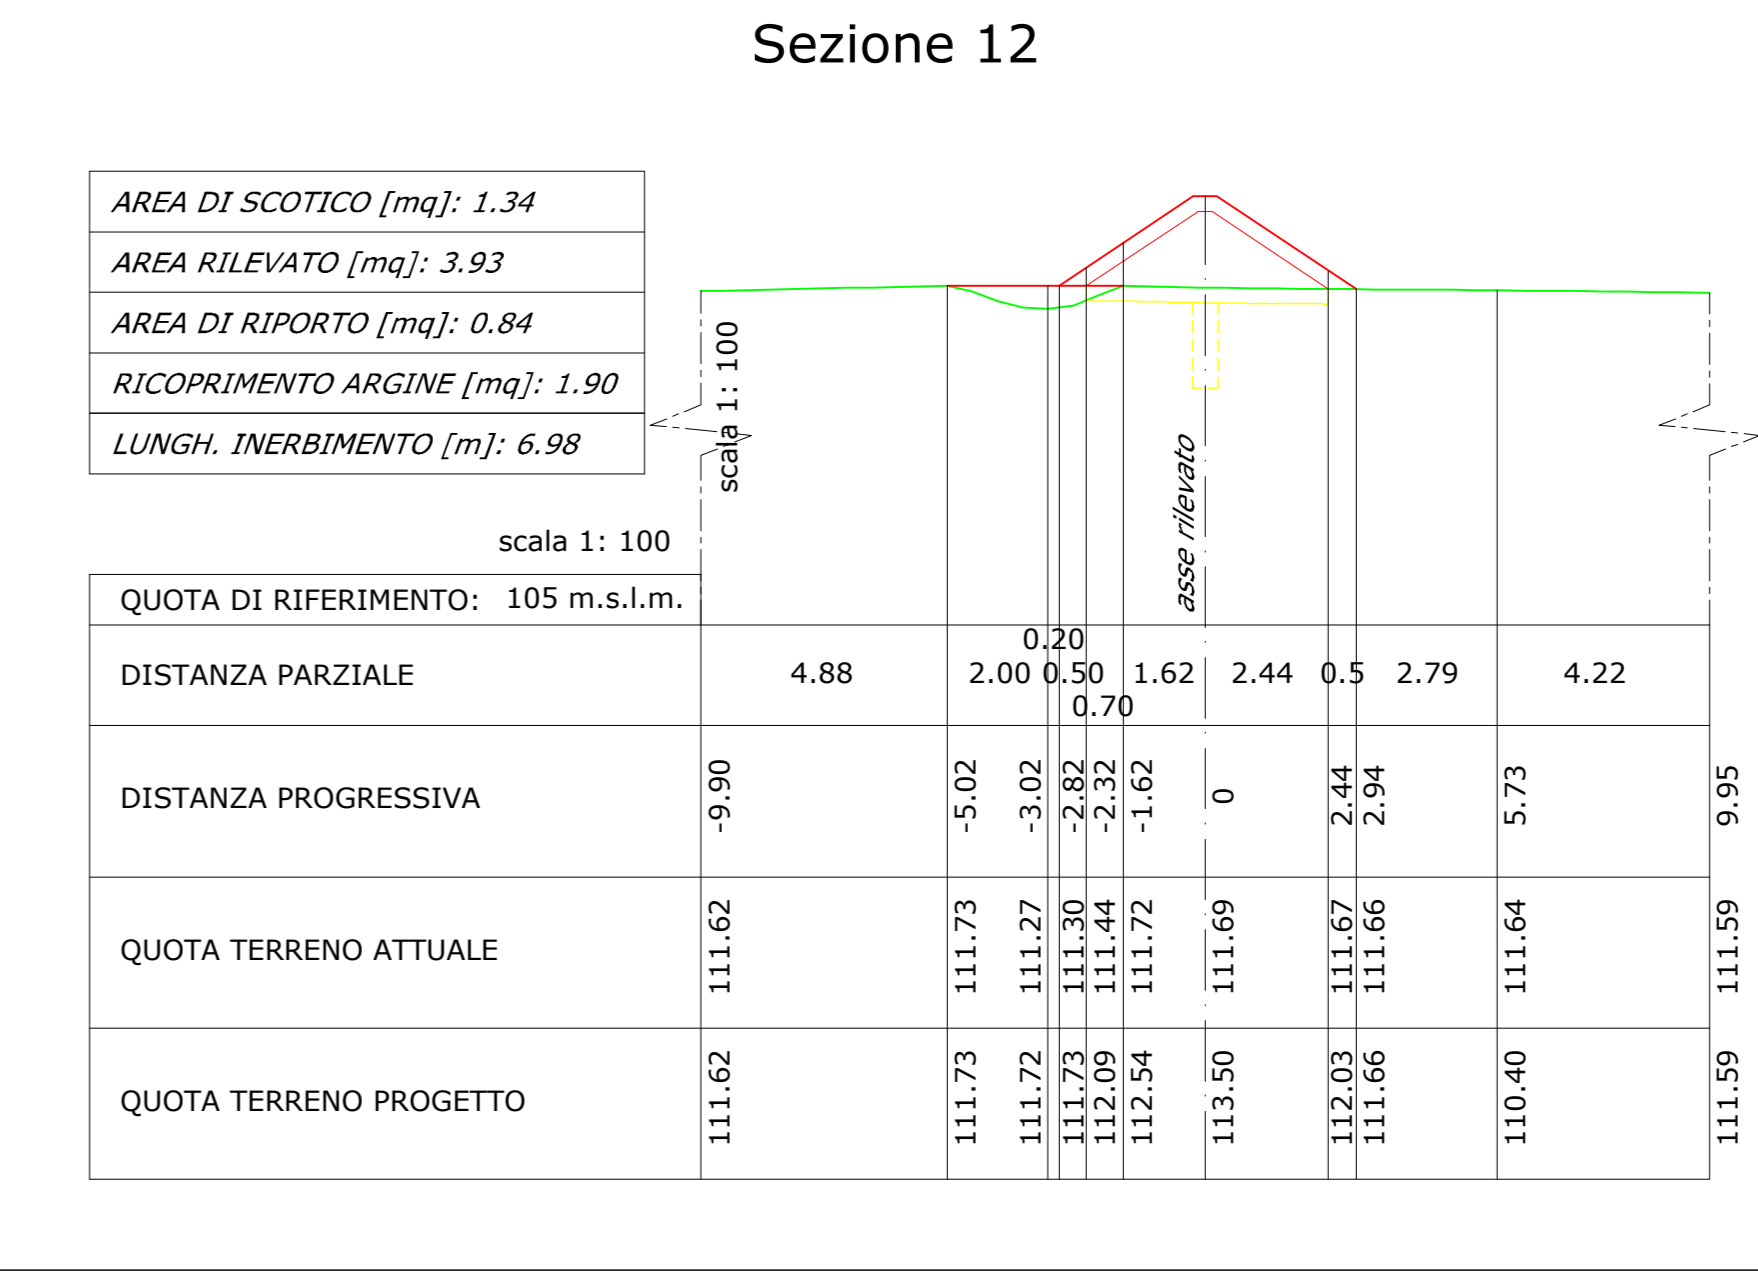 Sezione 12
AREA DI SCOTICO [mq]: 1.34
AREA RILEVATO [mq]: 3.93
AREA DI RIPORTO [mq]: 0.84
RICOPRIMENTO ARGINE [mq]: 1.90
LUNGH. INERBIMENTO [m]: 6.98
scala 1: 100
scala 1: 100
asse rilevato
QUOTA DI RIFERIMENTO: 105 m.s.l.m.
DISTANZA PARZIALE
4.88 2.00 0.20 0.50 0.70 1.62 2.44 0.5 2.79 4.22
DISTANZA PROGRESSIVA
-9.90 -5.02 -3.02 -2.82 -2.32 -1.62 0 2.44 2.94 5.73 9.95
QUOTA TERRENO ATTUALE
111.62 111.73 111.27 111.30 111.44 111.72 111.69 111.67 111.66 111.64 111.59
QUOTA TERRENO PROGETTO
111.62 111.73 111.72 111.73 112.09 112.54 113.50 112.03 111.66 110.40 111.59